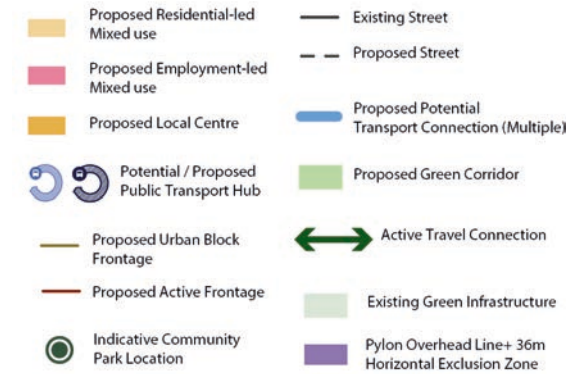 Proposed Residential-led
Mixed use
Proposed Employment-led
Mixed use
Proposed Local Centre
Potential / Proposed
Public Transport Hub
Proposed Urban Block
Frontage
Proposed Active Frontage
Indicative Community
Park Location
Existing Street
Proposed Street
Proposed Potential
Transport Connection (Multiple)
Proposed Green Corridor
Active Travel Connection
Existing Green Infrastructure
Pylon Overhead Line+ 36m
Horizontal Exclusion Zone